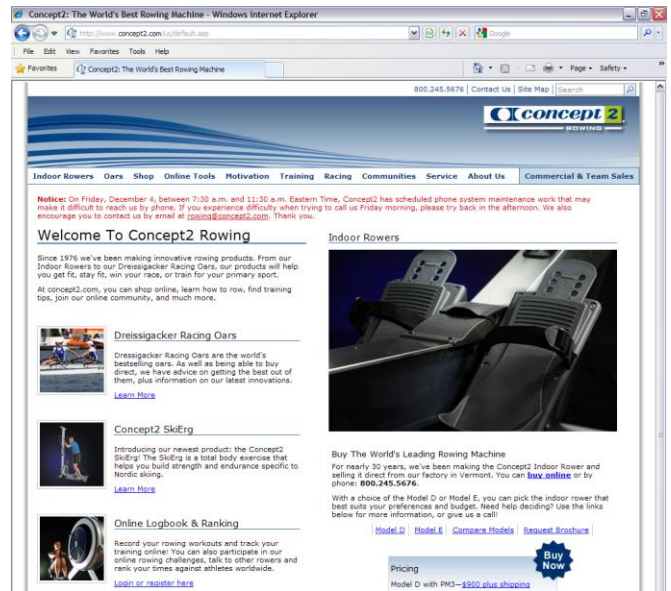 Concept2: The World's Best Rowing Machine - Windows Internet Explorer
http://www.concept2.com/us/default.asp
Google
File Edit View Favorites Tools Help
Favorites
Concept2: The World's Best Rowing Machine
Page Safety
800.245.5676 | Contact Us | Site Map | Search
concept 2
ROWING
Indoor Rowers Oars Shop Online Tools Motivation Training Racing Communities Service About Us Commercial & Team Sales
Notice: On Friday, December 4, between 7:30 a.m. and 11:30 a.m. Eastern Time, Concept2 has scheduled phone system maintenance work that may
make it difficult to reach us by phone. If you experience difficulty when trying to call us Friday morning, please try back in the afternoon. We also
encourage you to contact us by email at rowing@concept2.com. Thank you.
Welcome To Concept2 Rowing
Since 1976 we've been making innovative rowing products. From our
Indoor Rowers to our Dreissigacker Racing Oars, our products will help
you get fit, stay fit, win your race, or train for your primary sport.
At concept2.com, you can shop online, learn how to row, find training
tips, join our online community, and much more.
Dreissigacker Racing Oars
Dreissigacker Racing Oars are the world's
bestselling oars. As well as being able to buy
direct, we have advice on getting the best out of
them, plus information on our latest innovations.
Learn More
Concept2 SkiErg
Introducing our newest product: the Concept2
SkiErg! The SkiErg is a total body exercise that
helps you build strength and endurance specific to
Nordic skiing.
Learn More
Online Logbook & Ranking
Record your rowing workouts and track your
training online! You can also participate in our
online rowing challenges, talk to other rowers and
rank your times against athletes worldwide.
Login or register here
Indoor Rowers
Buy The World's Leading Rowing Machine
For nearly 30 years, we've been making the Concept2 Indoor Rower and
selling it direct from our factory in Vermont. You can buy online or by
phone: 800.245.5676.
With a choice of the Model D or Model E, you can pick the indoor rower that
best suits your preferences and budget. Need help deciding? Use the links
below for more information, or give us a call!
Model D | Model E | Compare Models | Request Brochure
Buy
Now
Pricing
Model D with PM3—$900 plus shipping